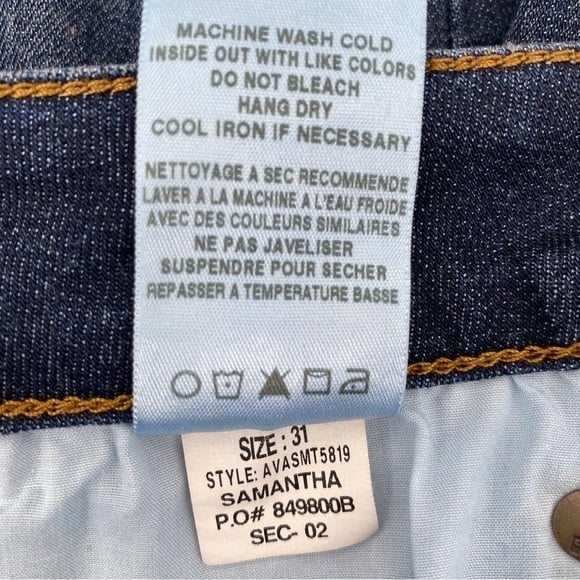 MACHINE WASH COLD
INSIDE OUT WITH LIKE COLORS
DO NOT BLEACH
HANG DRY
COOL IRON IF NECESSARY
NETTOYAGE A SEC RECOMMENDE
LAVER A LA MACHINE A L'EAU FROIDE
AVEC DES COULEURS SIMILAIRES
NE PAS JAVELISER
SUSPENDRE POUR SECHER
REPASSER A TEMPERATURE BASSE
SIZE: 31
STYLE: AVASMT5819
SAMANTHA
P.O# 849800B
SEC- 02